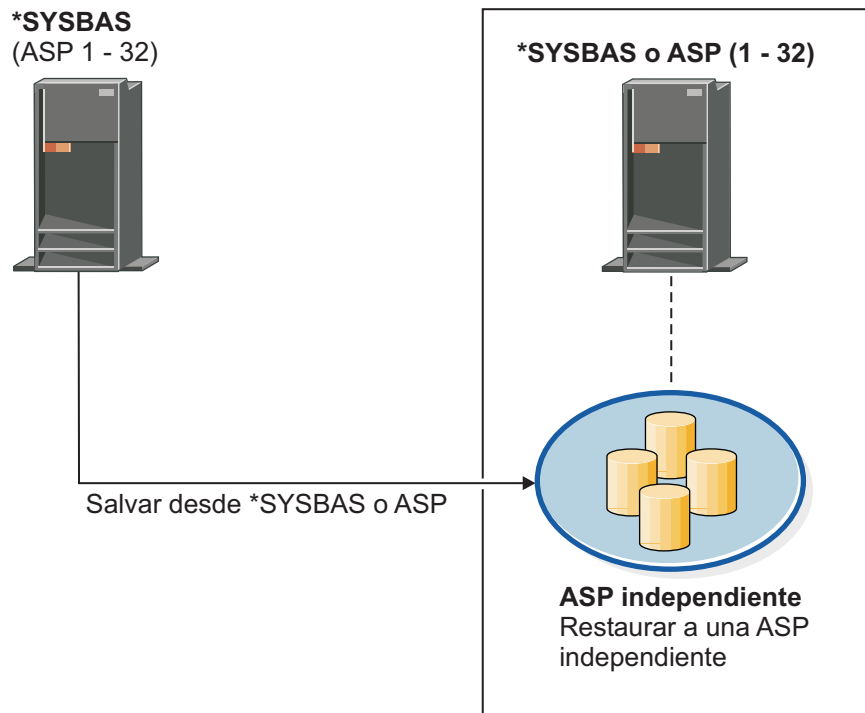 *SYSBAS
(ASP 1 - 32)
*SYSBAS o ASP (1 - 32)
Salvar desde *SYSBAS o ASP
ASP independiente
Restaurar a una ASP
independiente